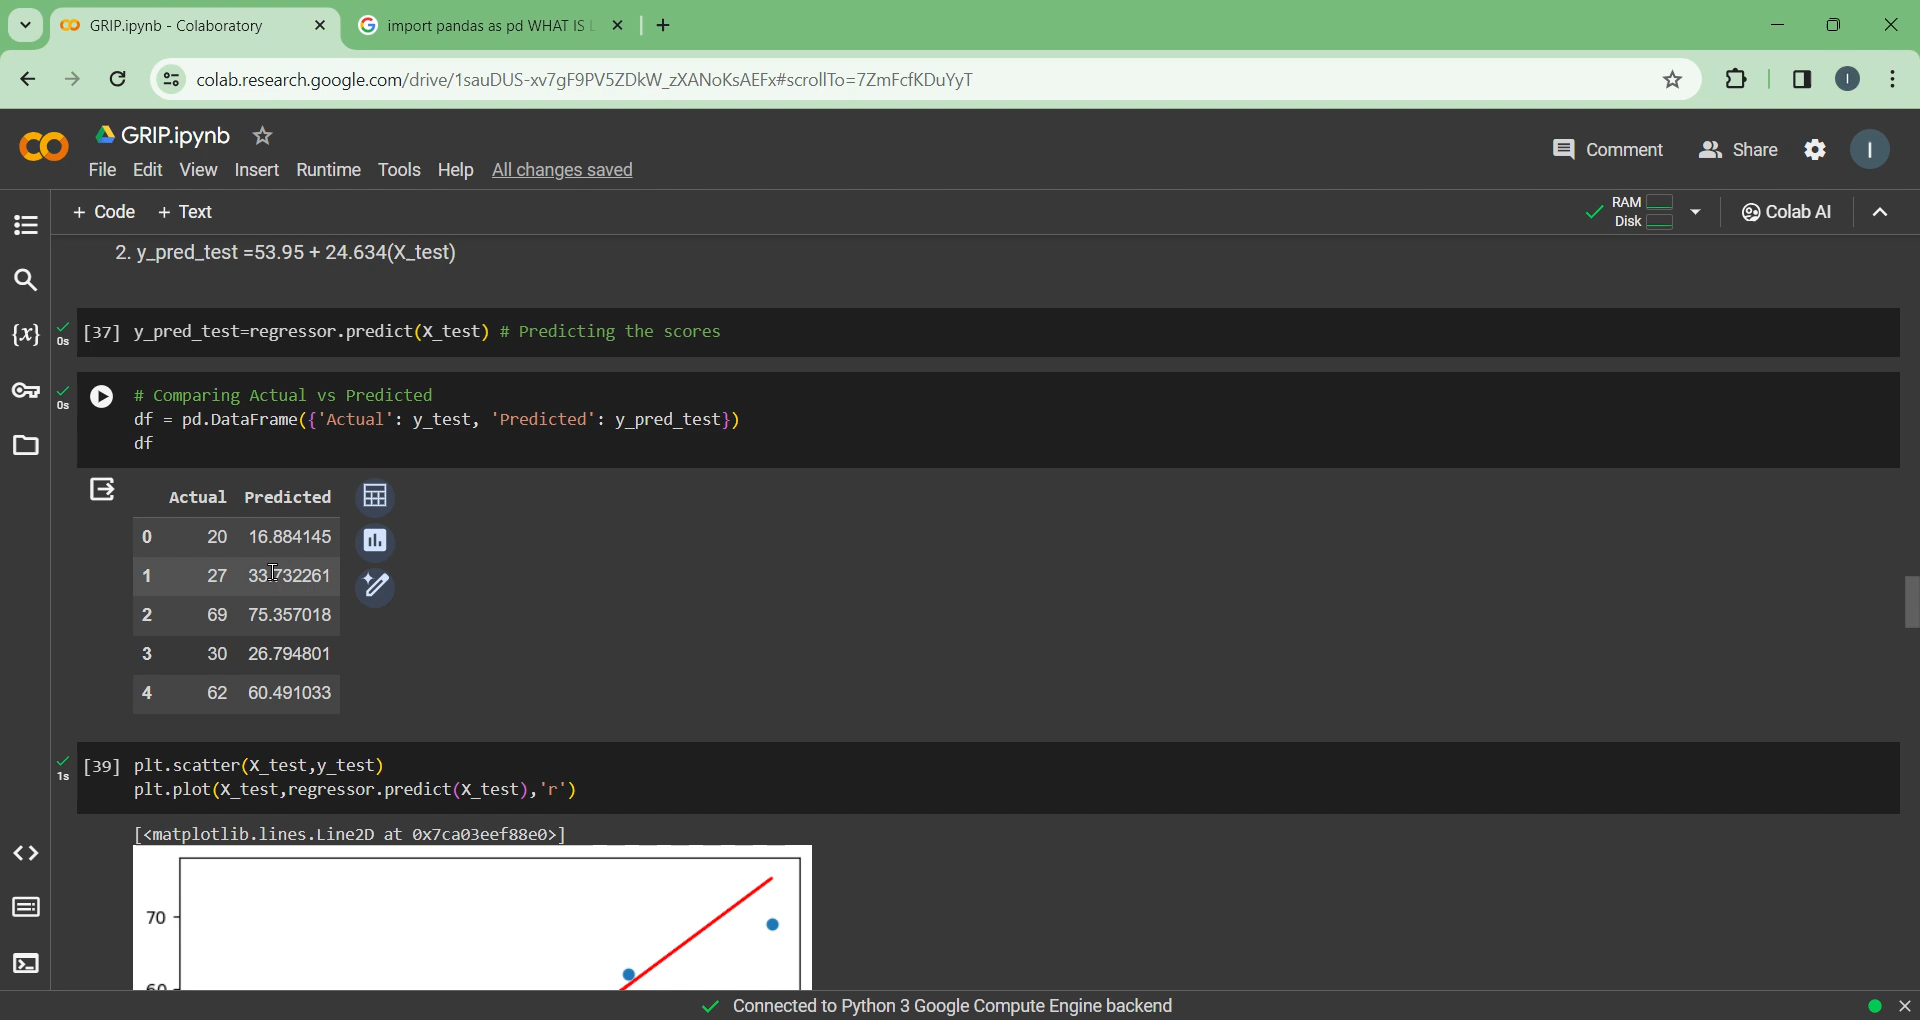 GRIP.ipynb - Colaboratory
import pandas as pd WHAT IS
colab.research.google.com/drive/1sauDUS-xv7gF9PV5ZDkW_zXANoKsAEFx#scrollTo=7ZmFcfKDuYyT
I
GRIP.ipynb
Comment Share I
File Edit View Insert Runtime Tools Help All changes saved
+ Code + Text
RAM
Disk
Colab AI
2. y_pred_test =53.95 + 24.634(X_test)
0s [37] y_pred_test=regressor.predict(X_test) # Predicting the scores
0s # Comparing Actual vs Predicted
df = pd.DataFrame({'Actual': y_test, 'Predicted': y_pred_test})
df
Actual Predicted
0 20 16.884145
1 27 33.732261
2 69 75.357018
3 30 26.794801
4 62 60.491033
1s [39] plt.scatter(X_test,y_test)
plt.plot(X_test,regressor.predict(X_test),'r')
[<matplotlib.lines.Line2D at 0x7ca03eef88e0>]
70
60
Connected to Python 3 Google Compute Engine backend